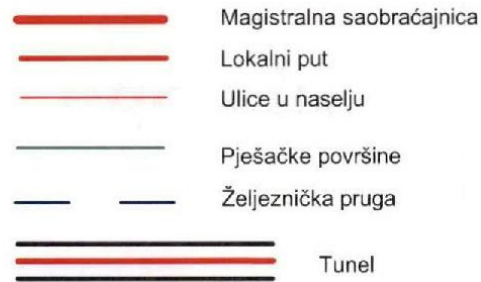 Magistralna saobraćajnica
Lokalni put
Ulice u naselju
Pješačke površine
Željeznička pruga
Tunel